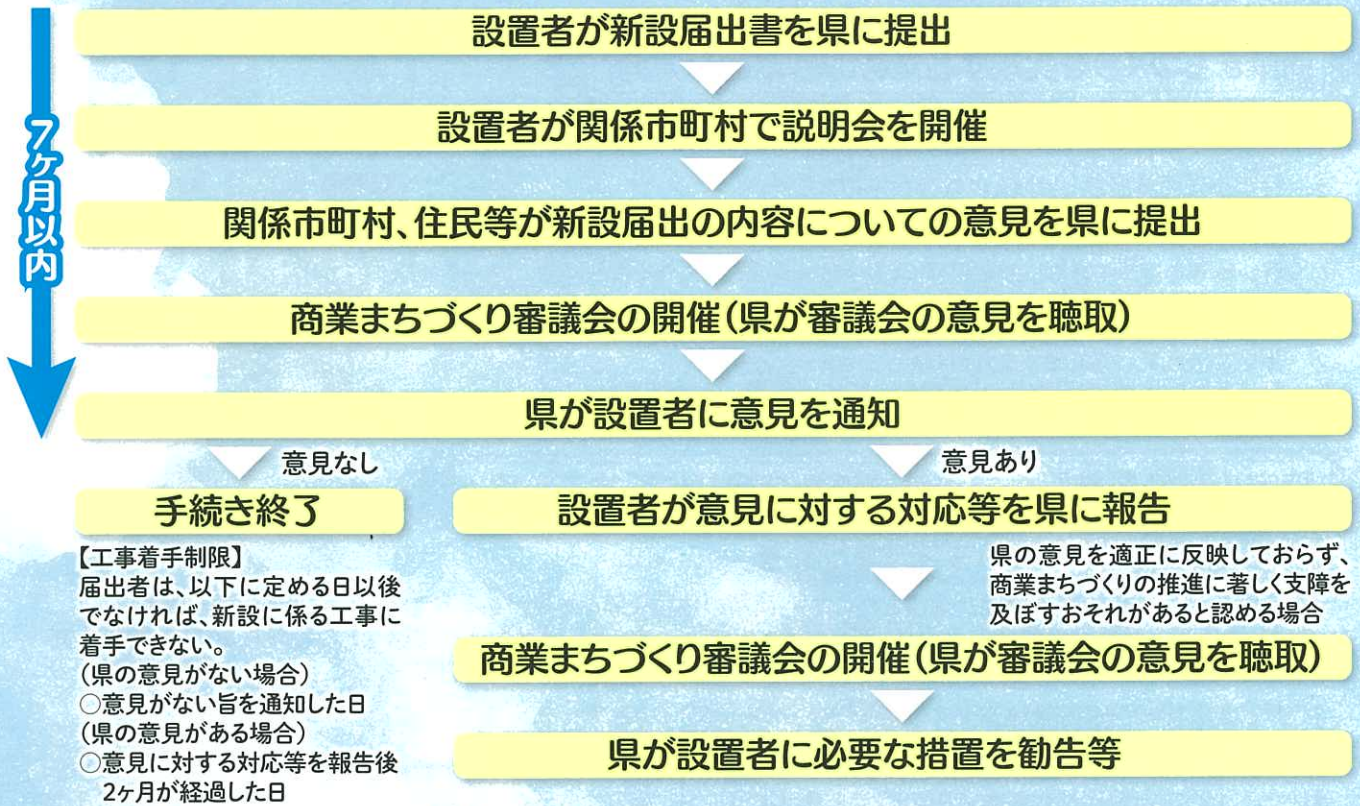 7ヶ月以内
設置者が新設届出書を県に提出
設置者が関係市町村で説明会を開催
関係市町村、住民等が新設届出の内容についての意見を県に提出
商業まちづくり審議会の開催(県が審議会の意見を聴取)
県が設置者に意見を通知
意見なし
手続き終了
【工事着手制限】
届出者は、以下に定める日以後
でなければ、新設に係る工事に
着手できない。
(県の意見がない場合)
○意見がない旨を通知した日
(県の意見がある場合)
○意見に対する対応等を報告後
2ヶ月が経過した日
意見あり
設置者が意見に対する対応等を県に報告
県の意見を適正に反映しておらず、
商業まちづくりの推進に著しく支障を
及ぼすおそれがあると認める場合
商業まちづくり審議会の開催(県が審議会の意見を聴取)
県が設置者に必要な措置を勧告等